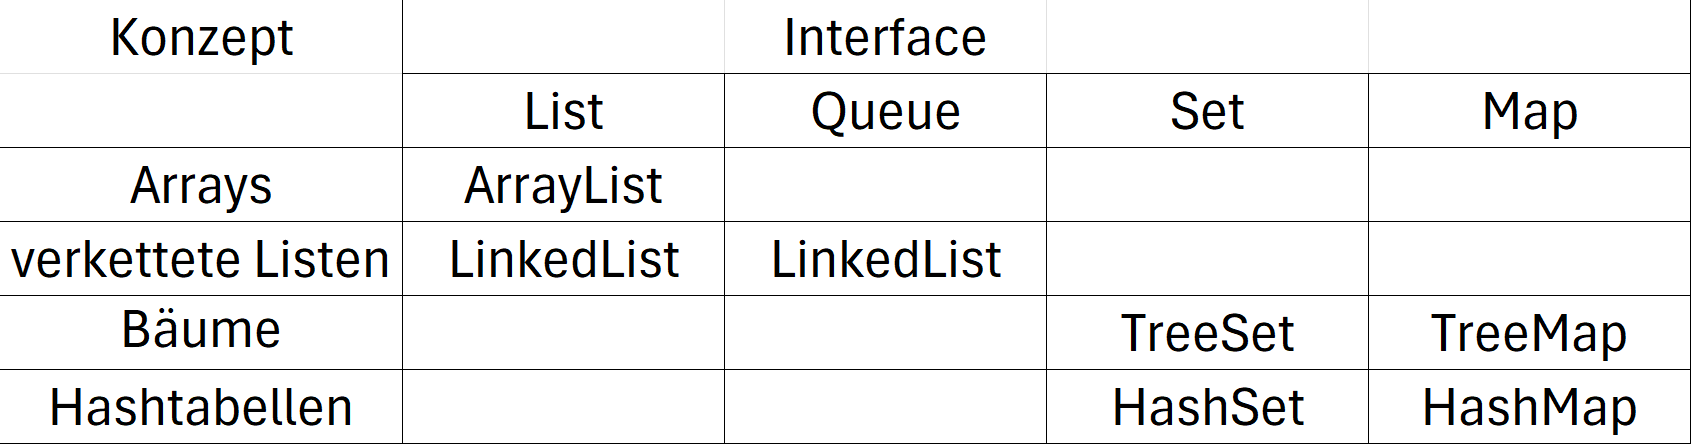 Konzept Interface
List Queue Set Map
Arrays ArrayList
verkettete Listen LinkedList LinkedList
Bäume TreeSet TreeMap
Hashtabellen HashSet HashMap